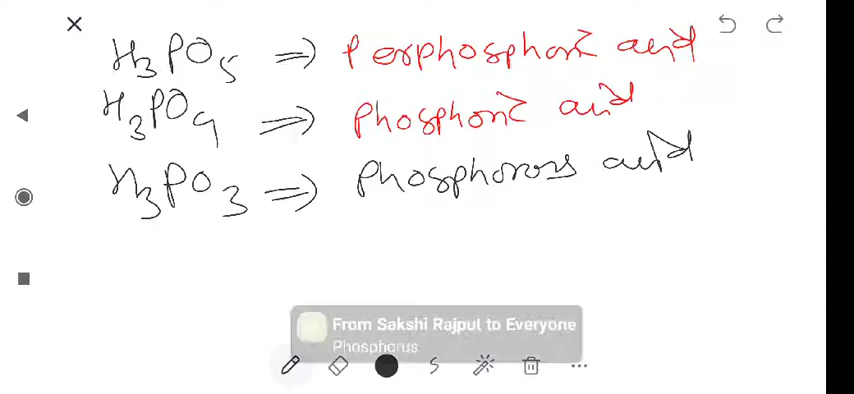 H3PO5 ⇒ Perphosphoric acid
H3PO4 ⇒ Phosphoric acid
H3PO3 ⇒ Phosphorous acid
From Sakshi Rajput to Everyone
Phosphorus